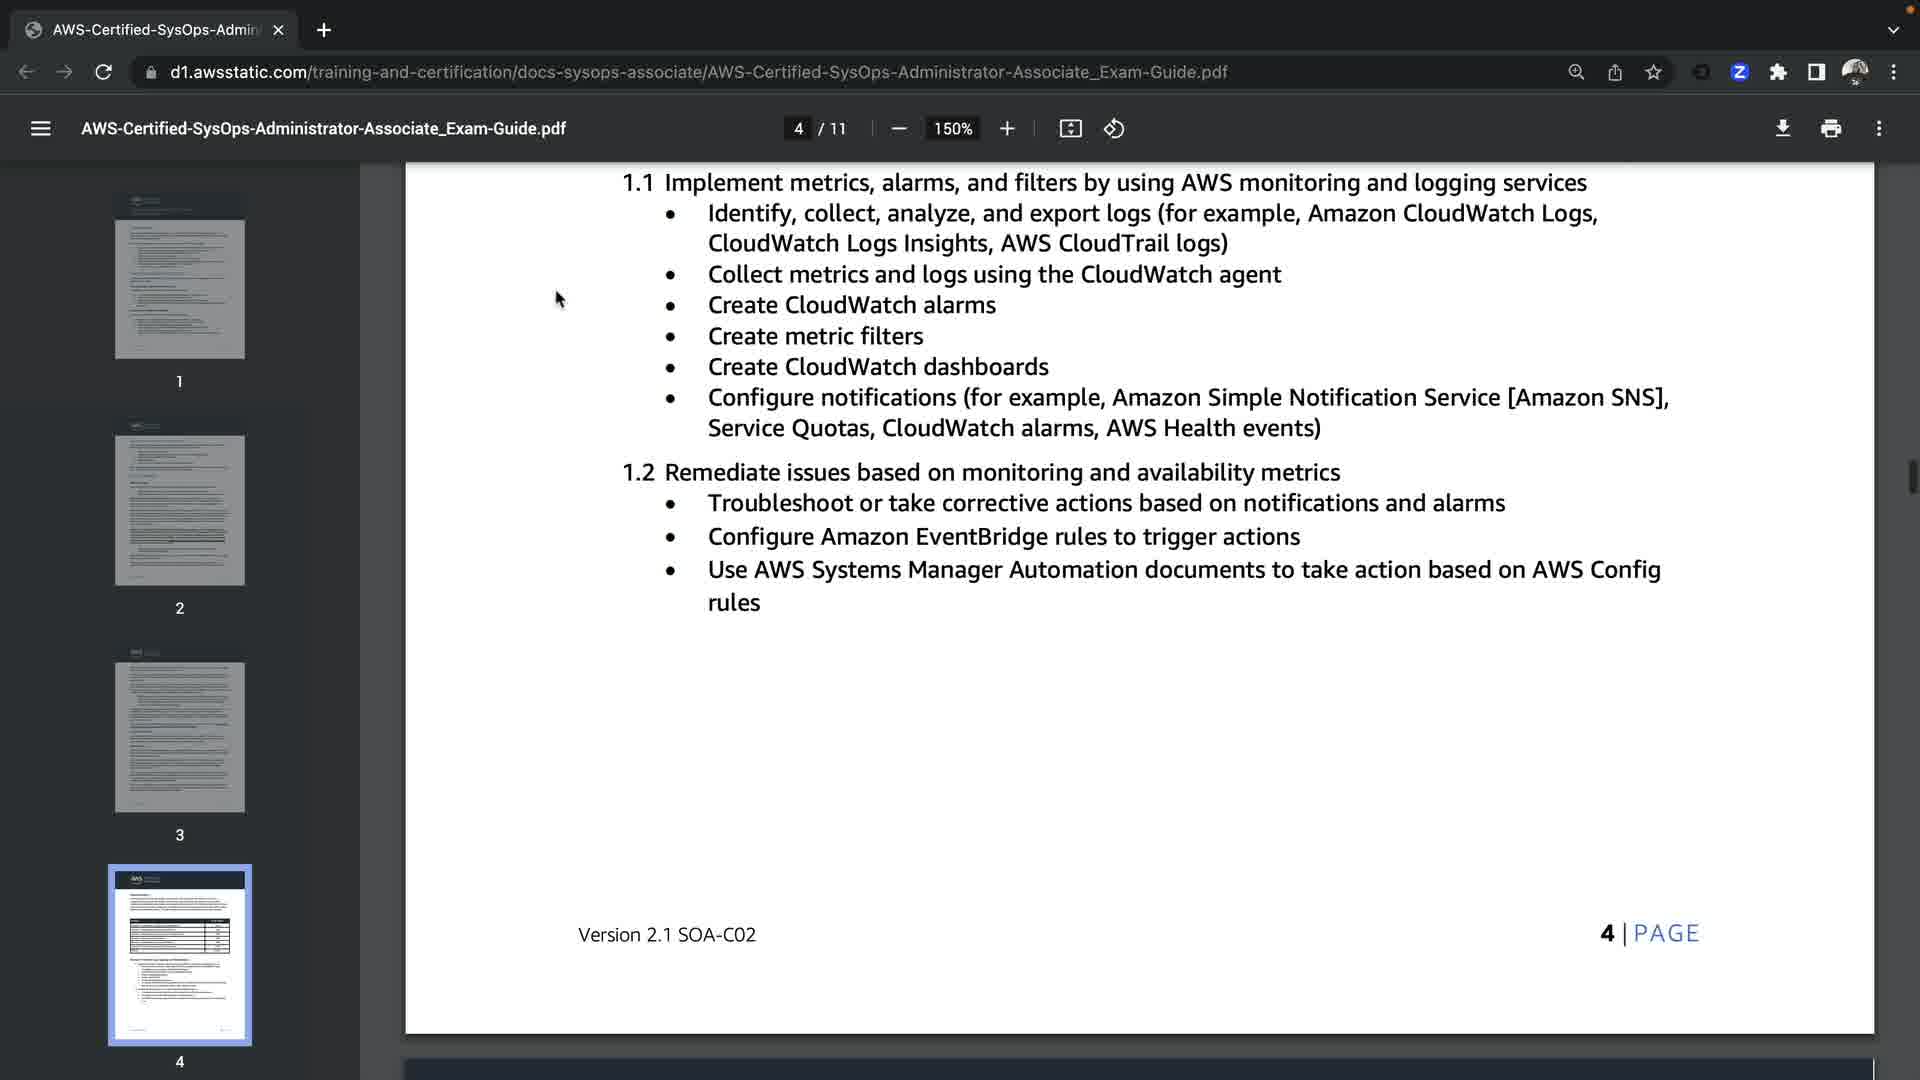 AWS-Certified-SysOps-Admin
d1.awsstatic.com/training-and-certification/docs-sysops-associate/AWS-Certified-SysOps-Administrator-Associate_Exam-Guide.pdf
Z
AWS-Certified-SysOps-Administrator-Associate_Exam-Guide.pdf
4 / 11
150%
1.1 Implement metrics, alarms, and filters by using AWS monitoring and logging services
• Identify, collect, analyze, and export logs (for example, Amazon CloudWatch Logs,
CloudWatch Logs Insights, AWS CloudTrail logs)
• Collect metrics and logs using the CloudWatch agent
• Create CloudWatch alarms
• Create metric filters
• Create CloudWatch dashboards
• Configure notifications (for example, Amazon Simple Notification Service [Amazon SNS],
Service Quotas, CloudWatch alarms, AWS Health events)
1.2 Remediate issues based on monitoring and availability metrics
• Troubleshoot or take corrective actions based on notifications and alarms
• Configure Amazon EventBridge rules to trigger actions
• Use AWS Systems Manager Automation documents to take action based on AWS Config
rules
Version 2.1 SOA-C02
4 | PAGE
1
2
3
aws
4